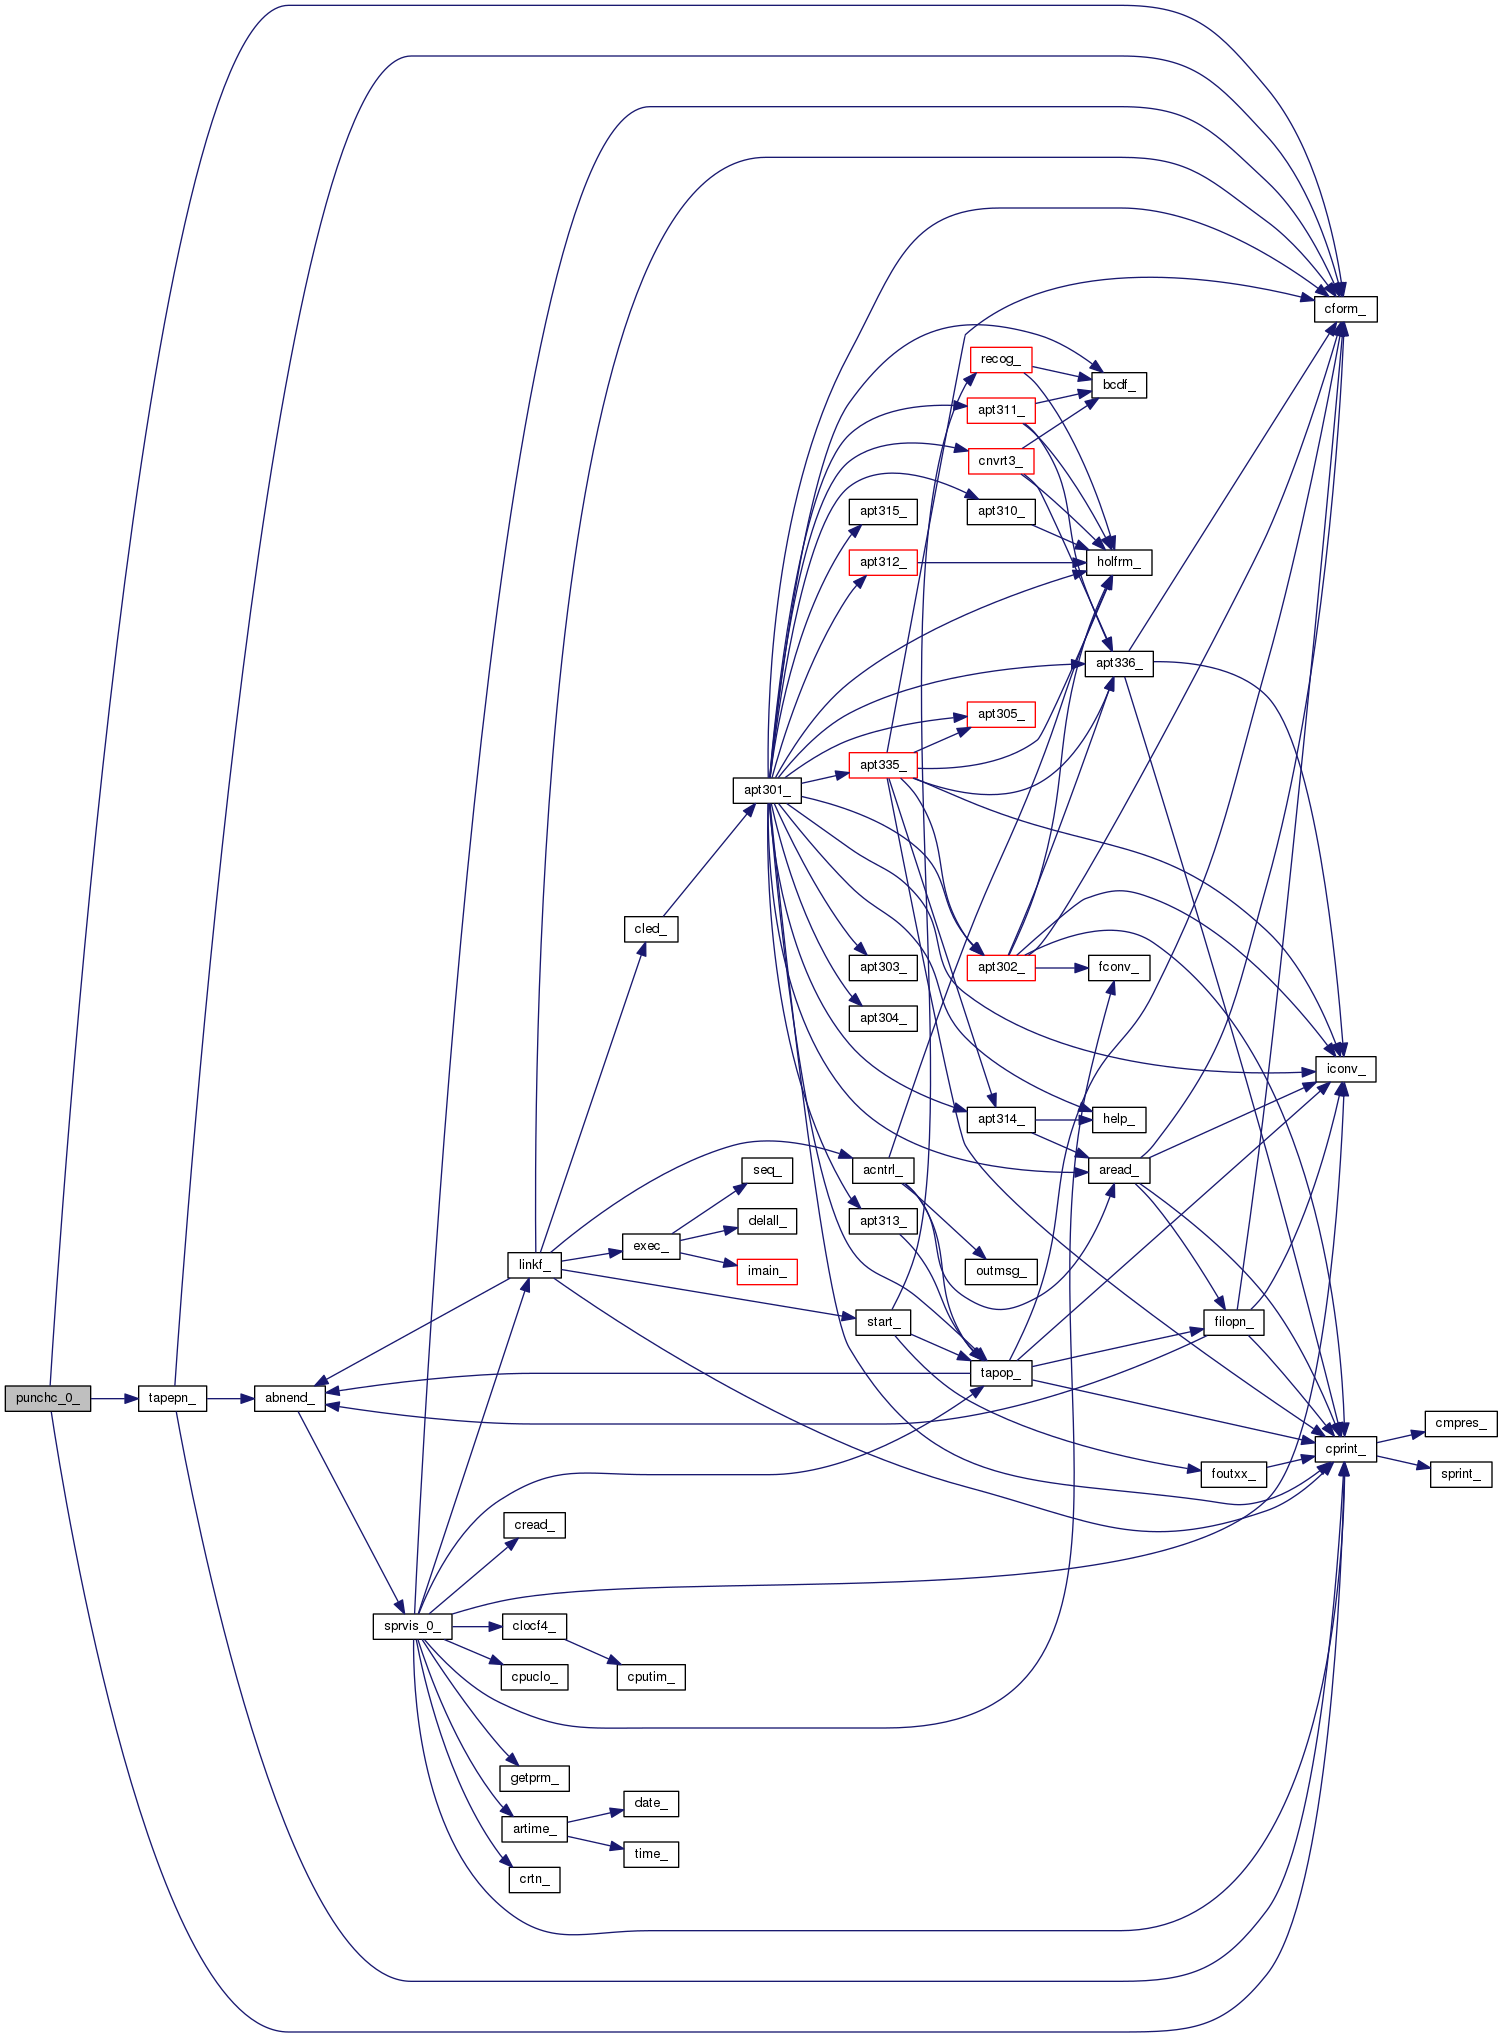 cform_
recog_
bcdf_
apt311_
cnvrt3_
apt315_
apt310_
apt312_
holfrm_
apt336_
apt305_
apt335_
apt301_
cled_
apt303_
apt302_
fconv_
apt304_
iconv_
apt314_
help_
seq_
acntrl_
aread_
delall_
apt313_
exec_
linkf_
imain_
outmsg_
start_
filopn_
tapop_
punchc_0_
tapepn_
abnend_
cmpres_
cprint_
foutxx_
sprint_
cread_
sprvis_0_
clocf4_
cpuclo_
cputim_
getprm_
date_
artime_
time_
crtn_